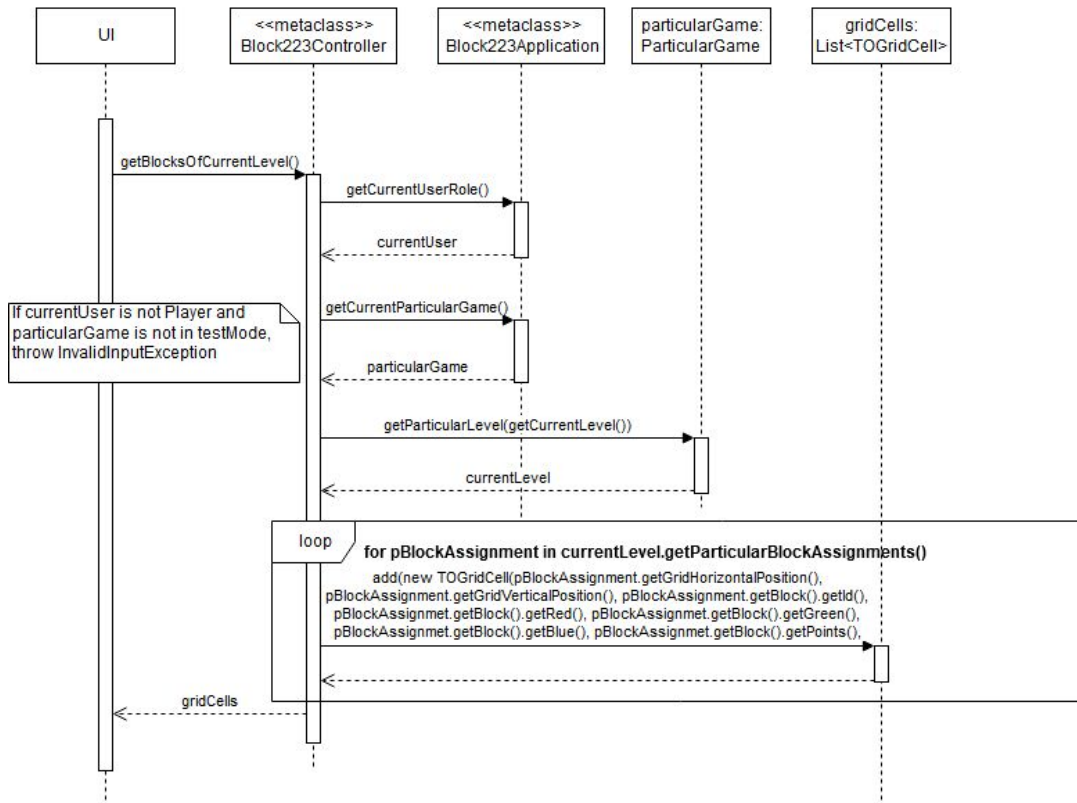 UI
<<metaclass>>
Block223Controller
<<metaclass>>
Block223Application
particularGame:
ParticularGame
gridCells:
List<TOGridCell>
getBlocksOfCurrentLevel()
getCurrentUserRole()
currentUser
If currentUser is not Player and
particularGame is not in testMode,
throw InvalidInputException
getCurrentParticularGame()
particularGame
getParticularLevel(getCurrentLevel())
currentLevel
loop
for pBlockAssignment in currentLevel.getParticularBlockAssignments()
add(new TOGridCell(pBlockAssignment.getGridHorizontalPosition(),
pBlockAssignment.getGridVerticalPosition(), pBlockAssignment.getBlock().getId(),
pBlockAssignmet.getBlock().getRed(), pBlockAssignmet.getBlock().getGreen(),
pBlockAssignmet.getBlock().getBlue(), pBlockAssignmet.getBlock().getPoints(),
gridCells